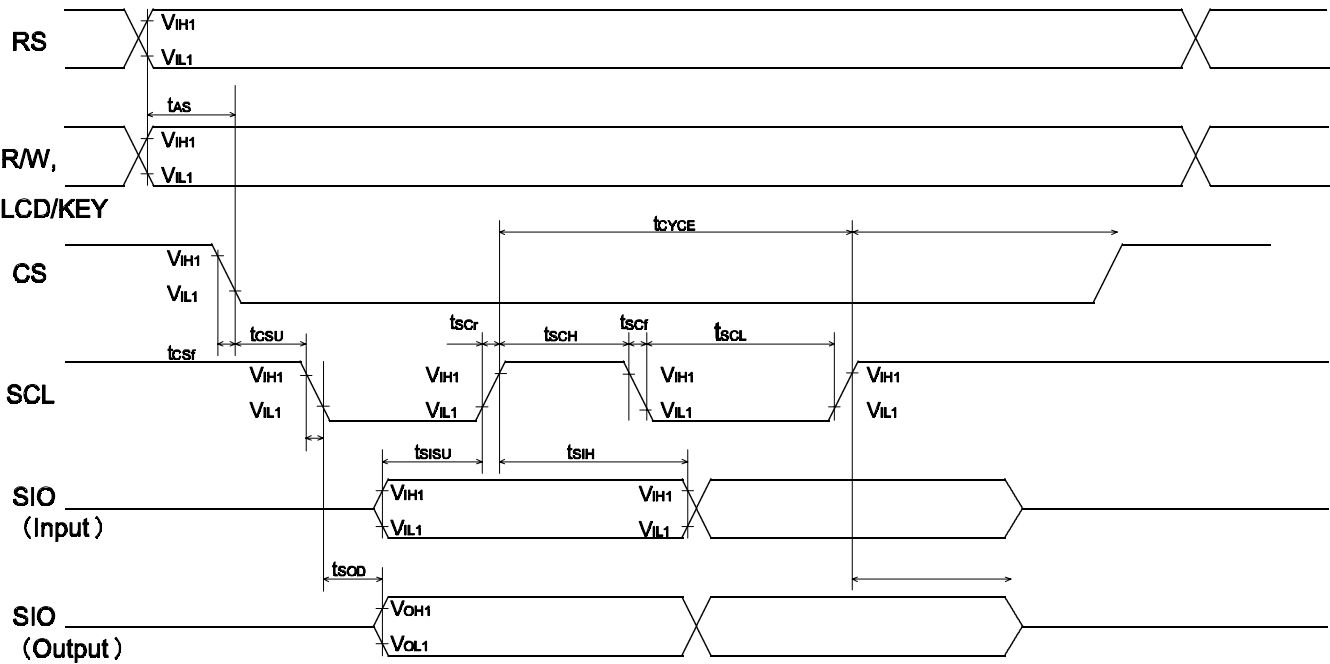 RS
VIH1
VIL1
tAS
R/W,
VIH1
VIL1
LCD/KEY
tCYCE
CS
VIH1
VIL1
tCSU
tSCr
tSCH
tSCf
tSCL
tCSf
SCL
VIH1
VIH1
VIH1
VIH1
VIL1
VIL1
VIL1
VIL1
tSISU
tSIH
SIO
(Input)
VIH1
VIH1
VIL1
VIL1
tSOD
SIO
(Output)
VOH1
VOL1